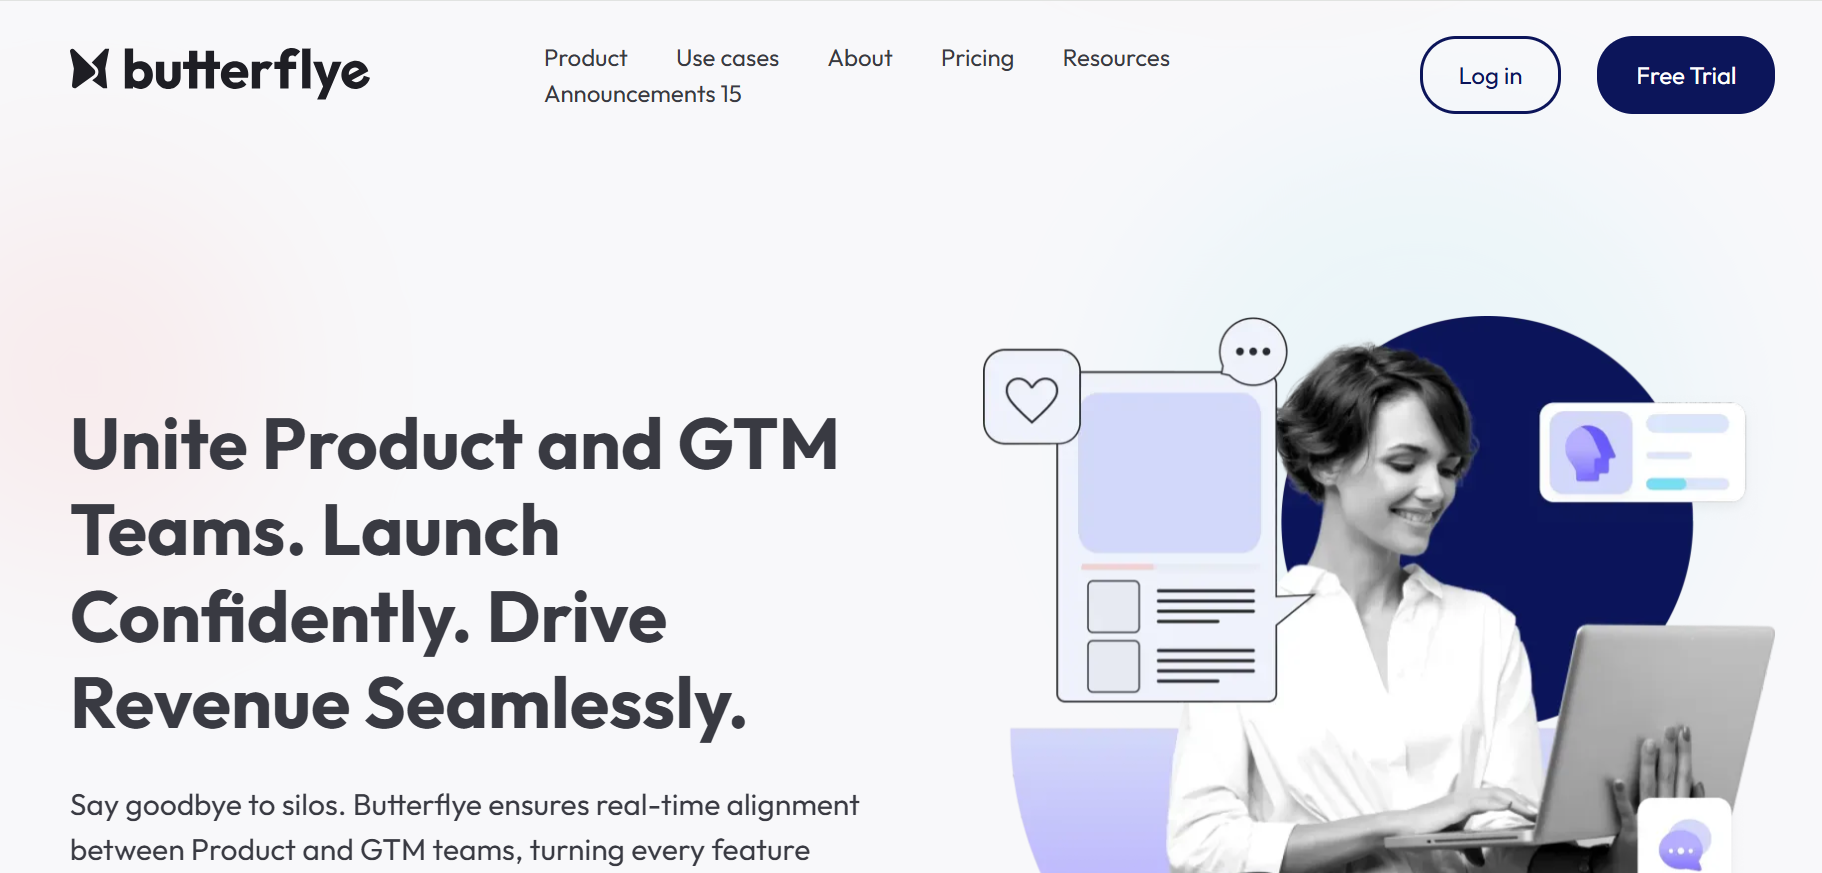 butterflye
Product Use cases About Pricing Resources
Announcements 15
Log in
Free Trial
Unite Product and GTM
Teams. Launch
Confidently. Drive
Revenue Seamlessly.
Say goodbye to silos. Butterflye ensures real-time alignment
between Product and GTM teams, turning every feature